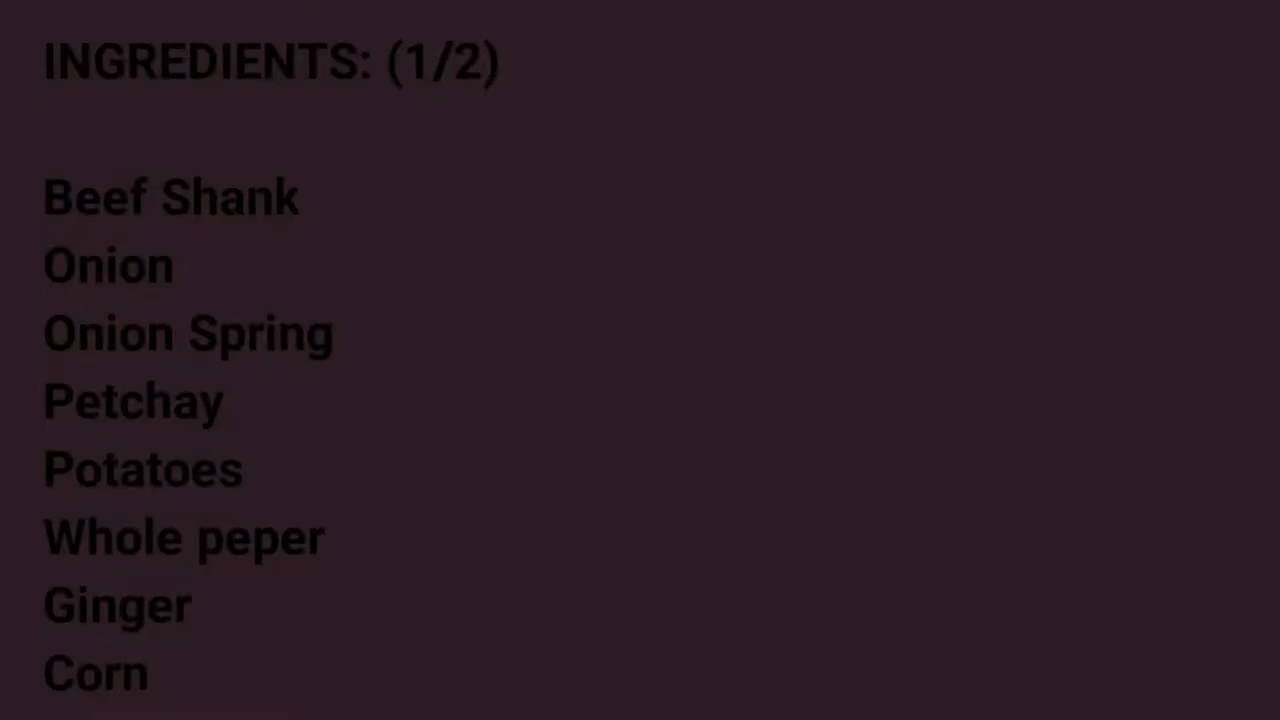 INGREDIENTS: (1/2)
Beef Shank
Onion
Onion Spring
Petchay
Potatoes
Whole peper
Ginger
Corn